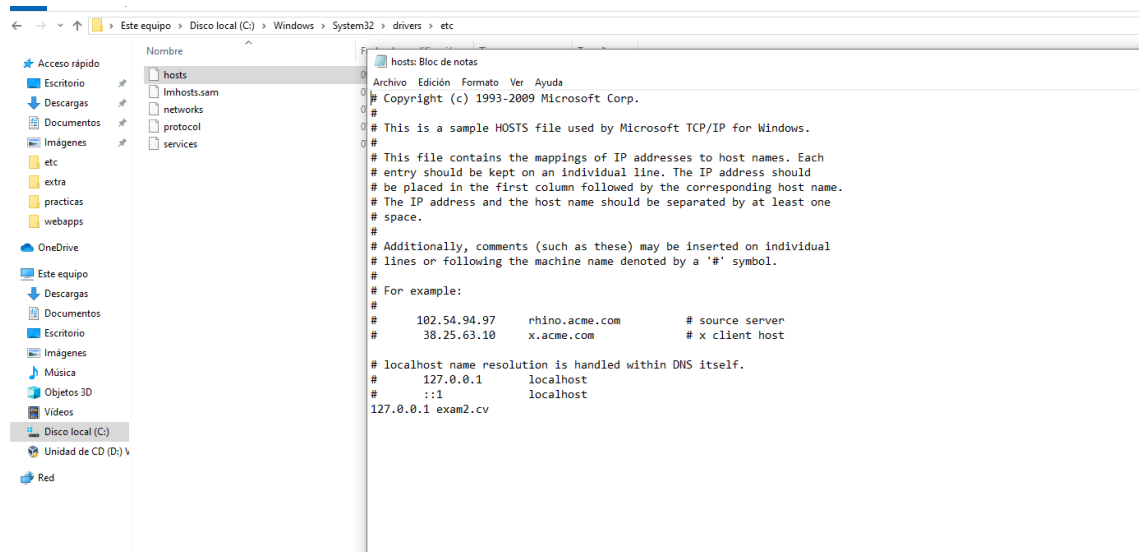 Este equipo > Disco local (C:) > Windows > System32 > drivers > etc
Nombre
Acceso rápido
Escritorio
Descargas
Documentos
Imágenes
etc
extra
practicas
webapps
OneDrive
Este equipo
Descargas
Documentos
Escritorio
Imágenes
Música
Objetos 3D
Vídeos
Disco local (C:)
Unidad de CD (D:) V
Red
hosts
lmhosts.sam
networks
protocol
services
hosts: Bloc de notas
Archivo Edición Formato Ver Ayuda
# Copyright (c) 1993-2009 Microsoft Corp.
#
# This is a sample HOSTS file used by Microsoft TCP/IP for Windows.
#
# This file contains the mappings of IP addresses to host names. Each
# entry should be kept on an individual line. The IP address should
# be placed in the first column followed by the corresponding host name.
# The IP address and the host name should be separated by at least one
# space.
#
# Additionally, comments (such as these) may be inserted on individual
# lines or following the machine name denoted by a '#' symbol.
#
# For example:
#
#      102.54.94.97     rhino.acme.com          # source server
#       38.25.63.10     x.acme.com              # x client host

# localhost name resolution is handled within DNS itself.
#       127.0.0.1       localhost
#       ::1             localhost
127.0.0.1 exam2.cv